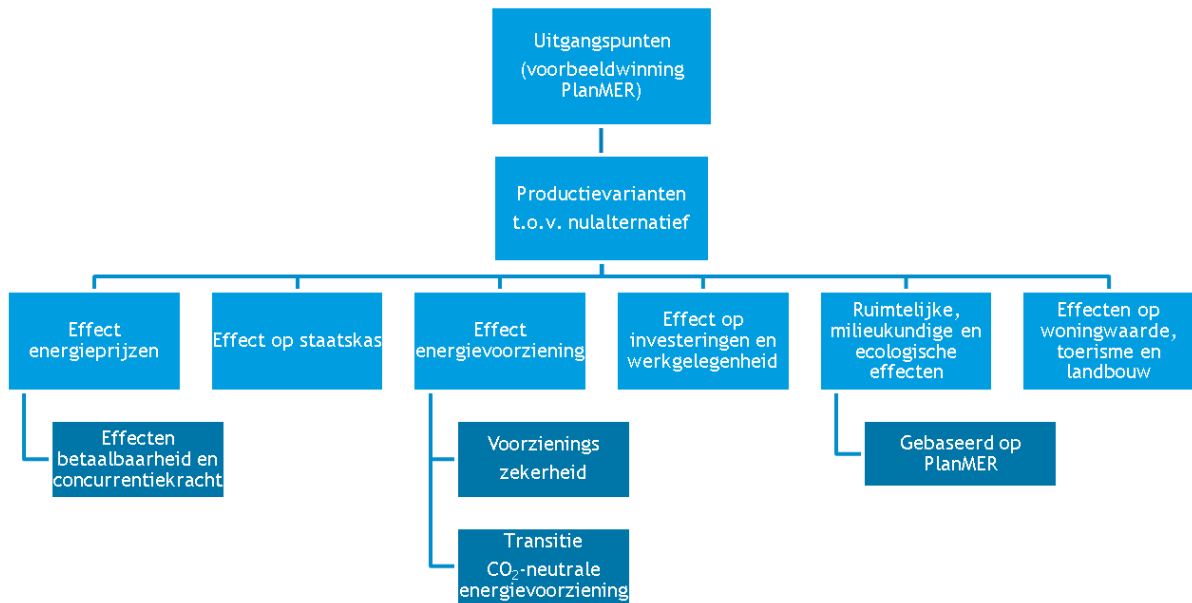 Uitgangspunten
(voorbeeldwinning
PlanMER)
Productievarianten
t.o.v. nulalternatief
Effect
energieprijzen
Effect op staatskas
Effect
energievoorziening
Effect op
investeringen en
werkgelegenheid
Ruimtelijke,
milieukundige en
ecologische
effecten
Effecten op
woningwaarde,
toerisme en
landbouw
Effecten
betaalbaarheid en
concurrentiekracht
Voorzienings
zekerheid
Gebaseerd op
PlanMER
Transitie
CO₂-neutrale
energievoorziening